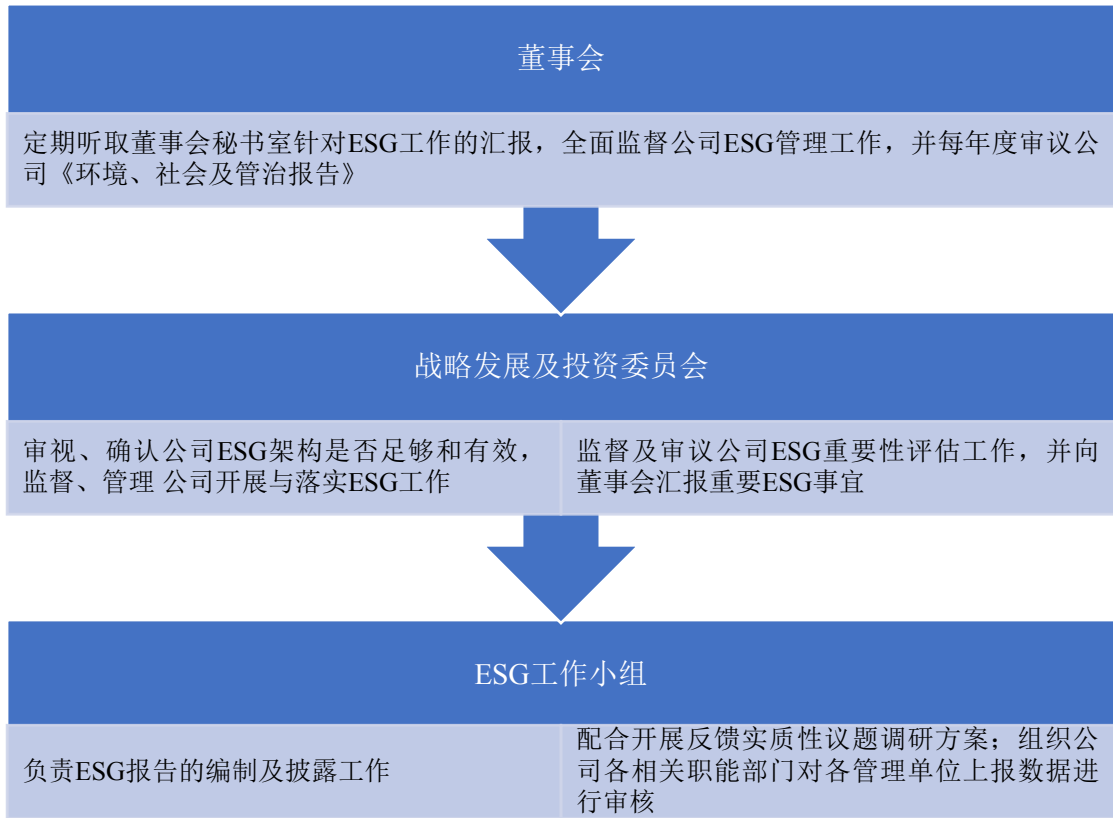 董事会
定期听取董事会秘书室针对ESG工作的汇报，全面监督公司ESG管理工作，并每年度审议公
司《环境、社会及管治报告》
战略发展及投资委员会
审视、确认公司ESG架构是否足够和有效，
监督、管理 公司开展与落实ESG工作
监督及审议公司ESG重要性评估工作，并向
董事会汇报重要ESG事宜
ESG工作小组
负责ESG报告的编制及披露工作
配合开展反馈实质性议题调研方案；组织公
司各相关职能部门对各管理单位上报数据进
行审核